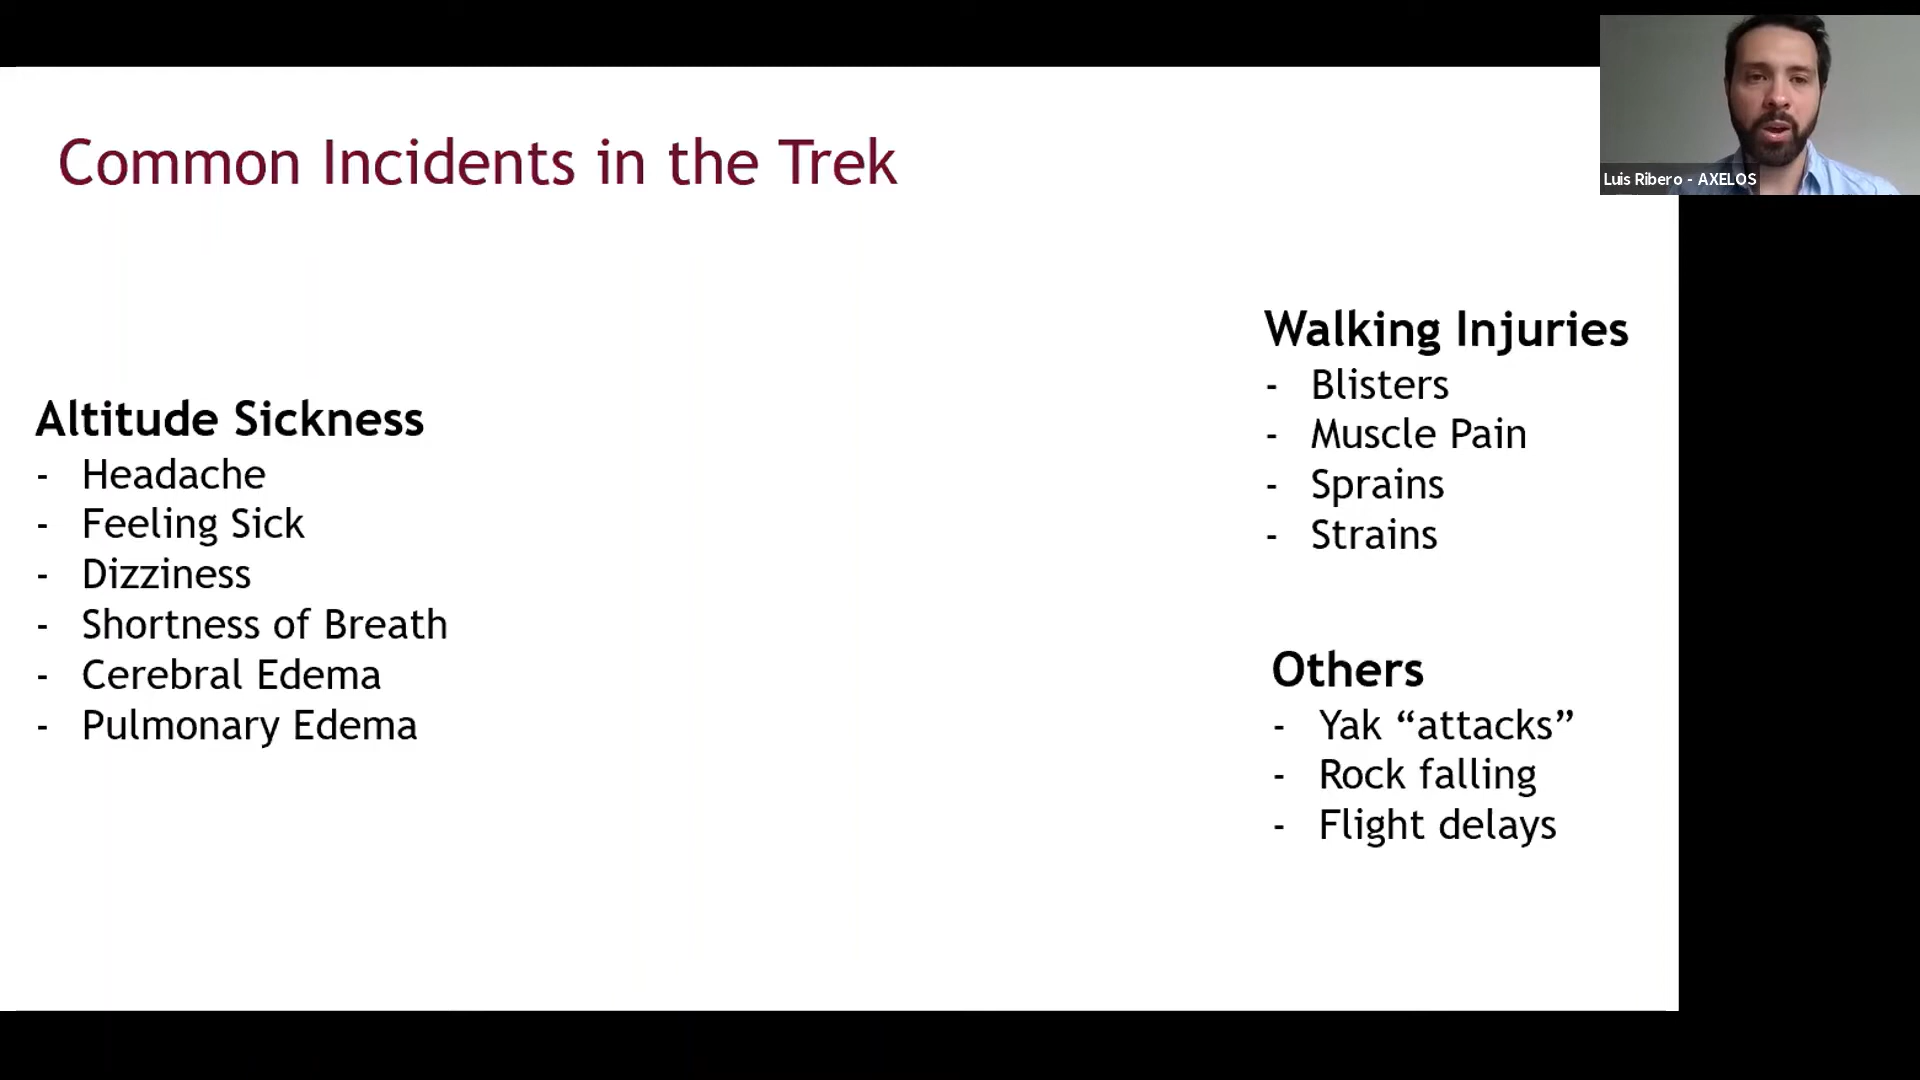 Common Incidents in the Trek
Luis Ribero - AXELOS
Altitude Sickness
- Headache
- Feeling Sick
- Dizziness
- Shortness of Breath
- Cerebral Edema
- Pulmonary Edema
Walking Injuries
- Blisters
- Muscle Pain
- Sprains
- Strains
Others
- Yak “attacks”
- Rock falling
- Flight delays